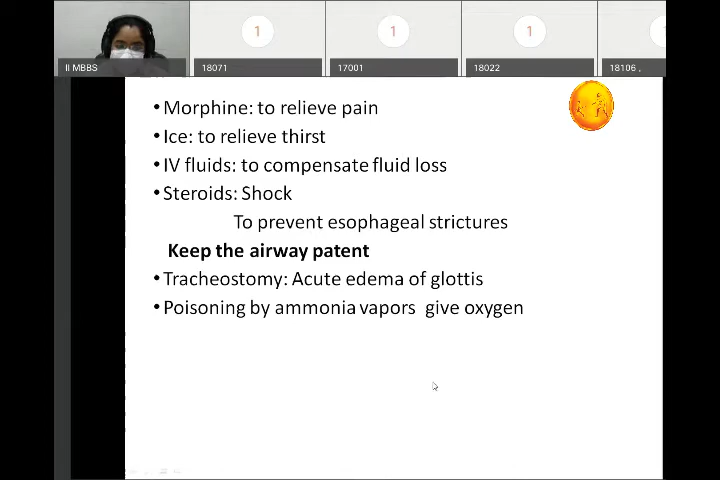 1
1
1
1
II MBBS
18071
17001
18022
18106 ,
• Morphine: to relieve pain
• Ice: to relieve thirst
• IV fluids: to compensate fluid loss
• Steroids: Shock
To prevent esophageal strictures
Keep the airway patent
• Tracheostomy: Acute edema of glottis
• Poisoning by ammonia vapors give oxygen